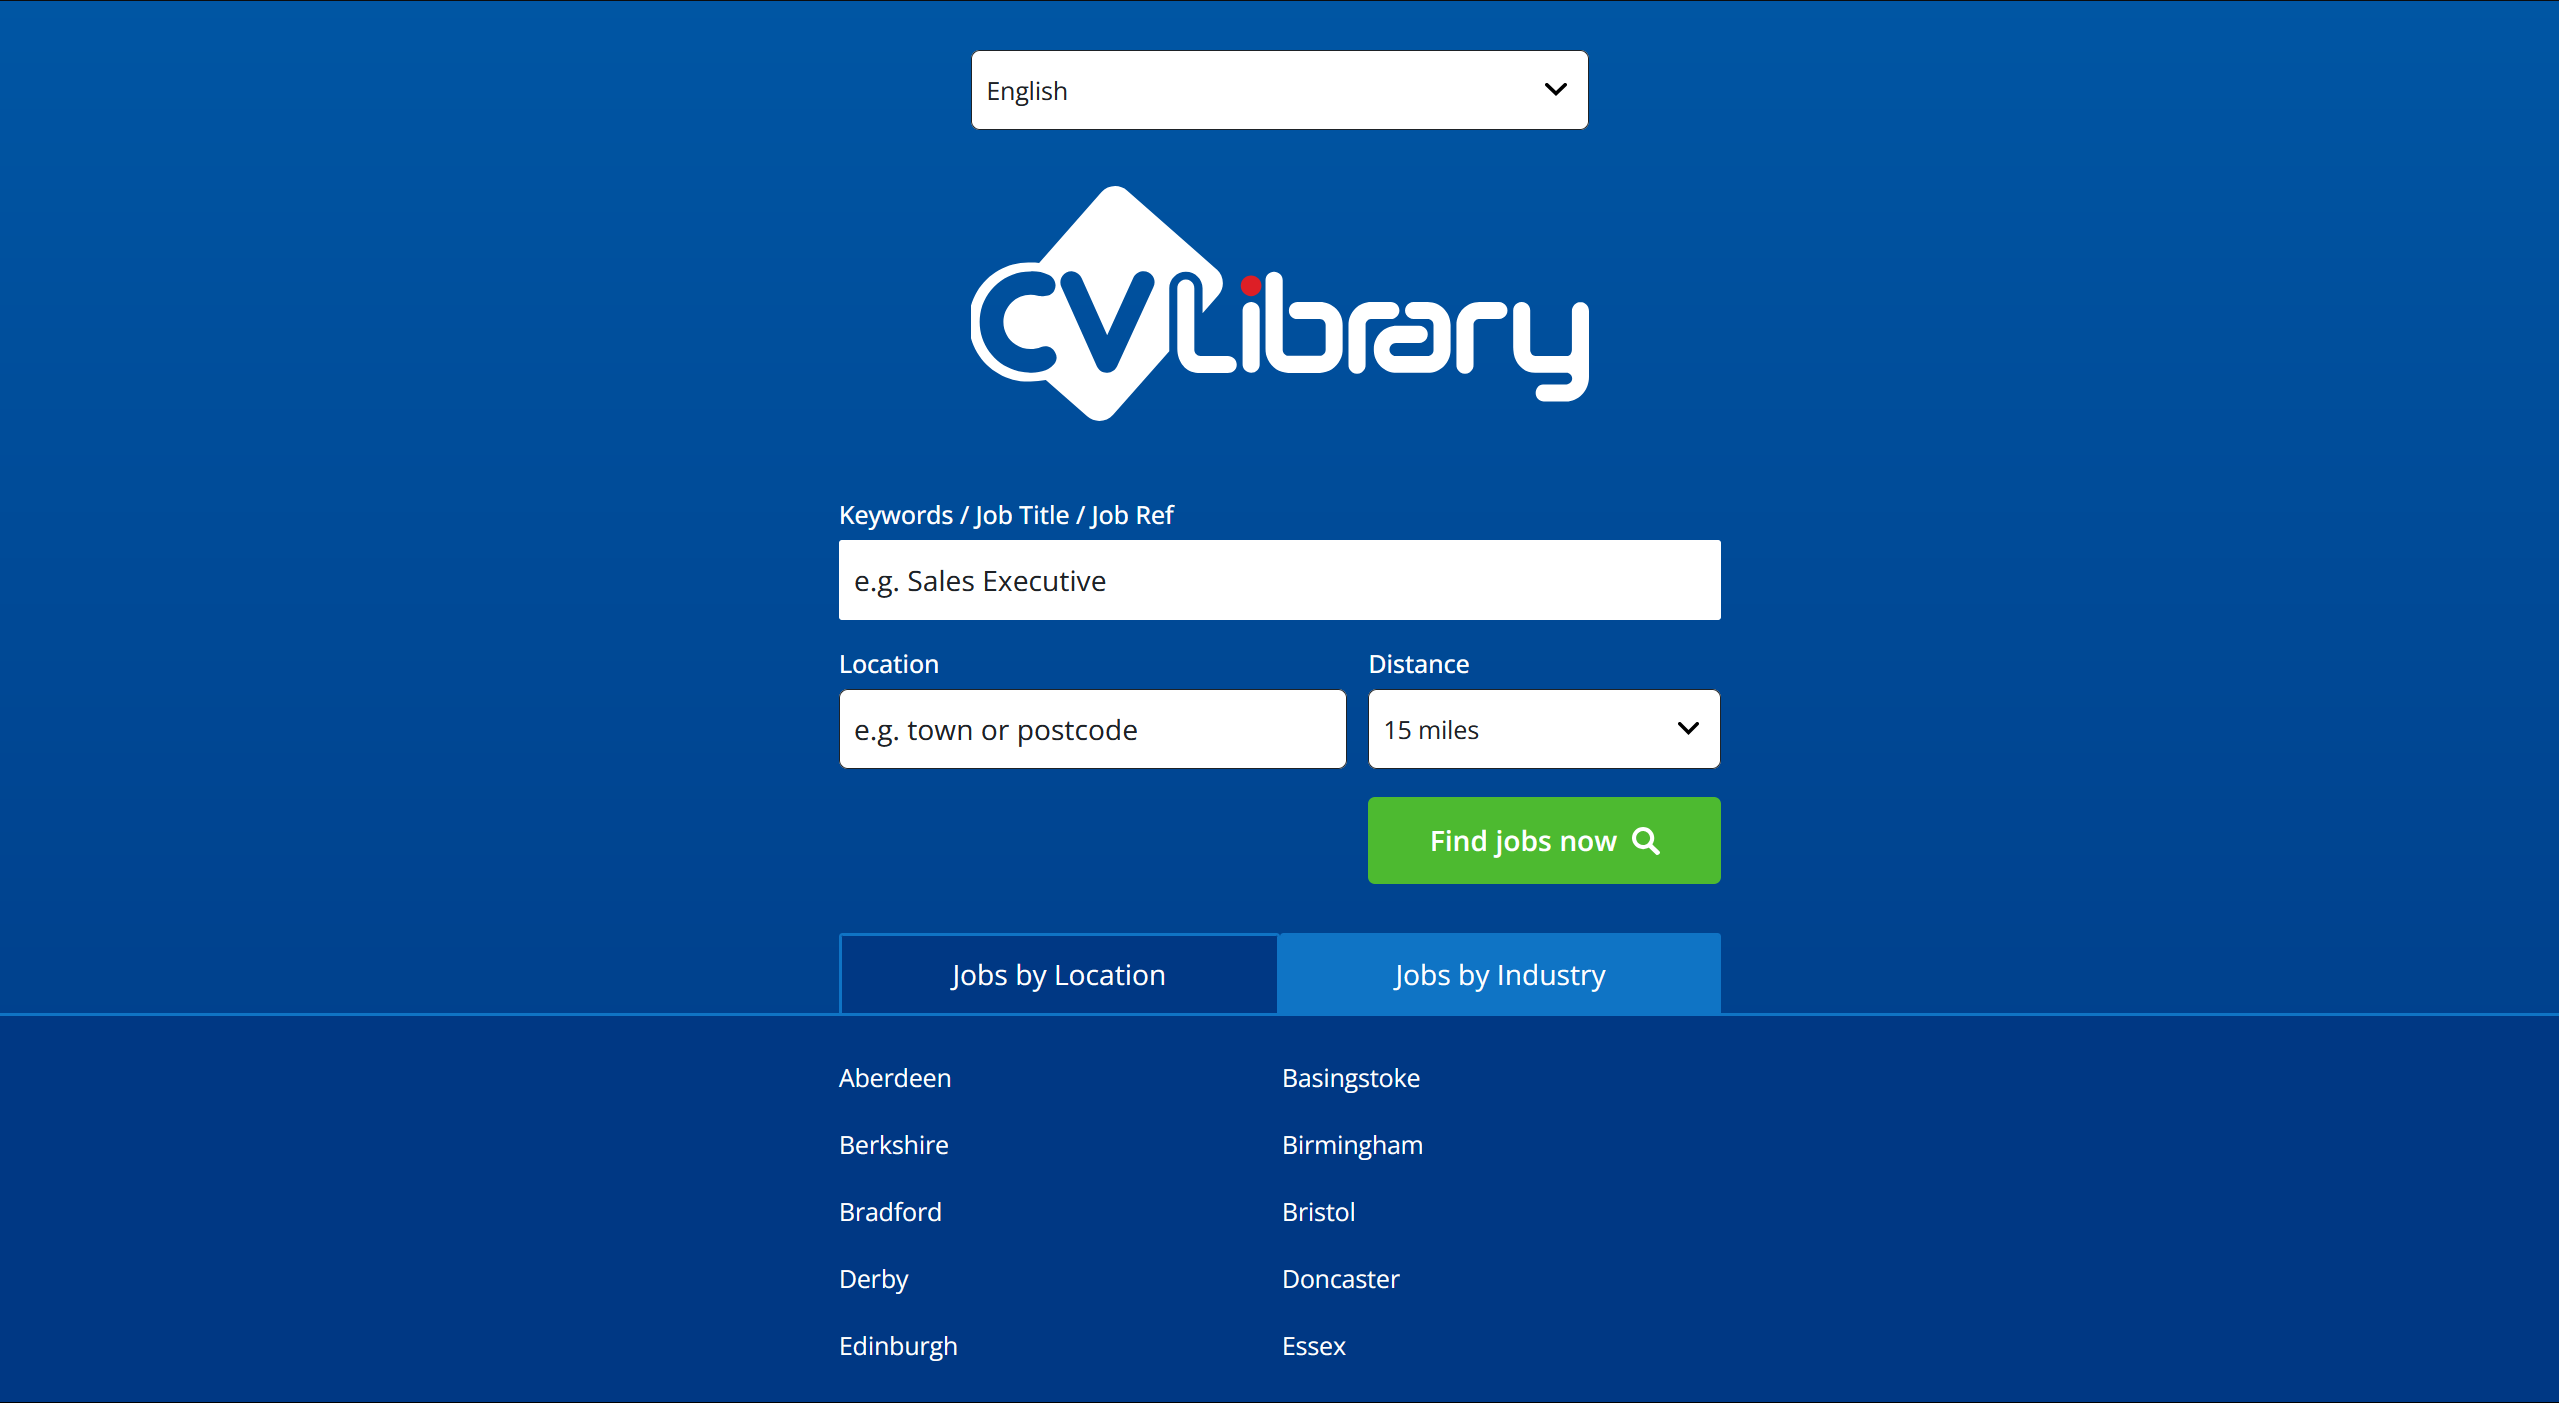 English
CV Library
Keywords / Job Title / Job Ref
e.g. Sales Executive
Location
Distance
e.g. town or postcode
15 miles
Find jobs now
Jobs by Location
Jobs by Industry
Aberdeen
Basingstoke
Berkshire
Birmingham
Bradford
Bristol
Derby
Doncaster
Edinburgh
Essex